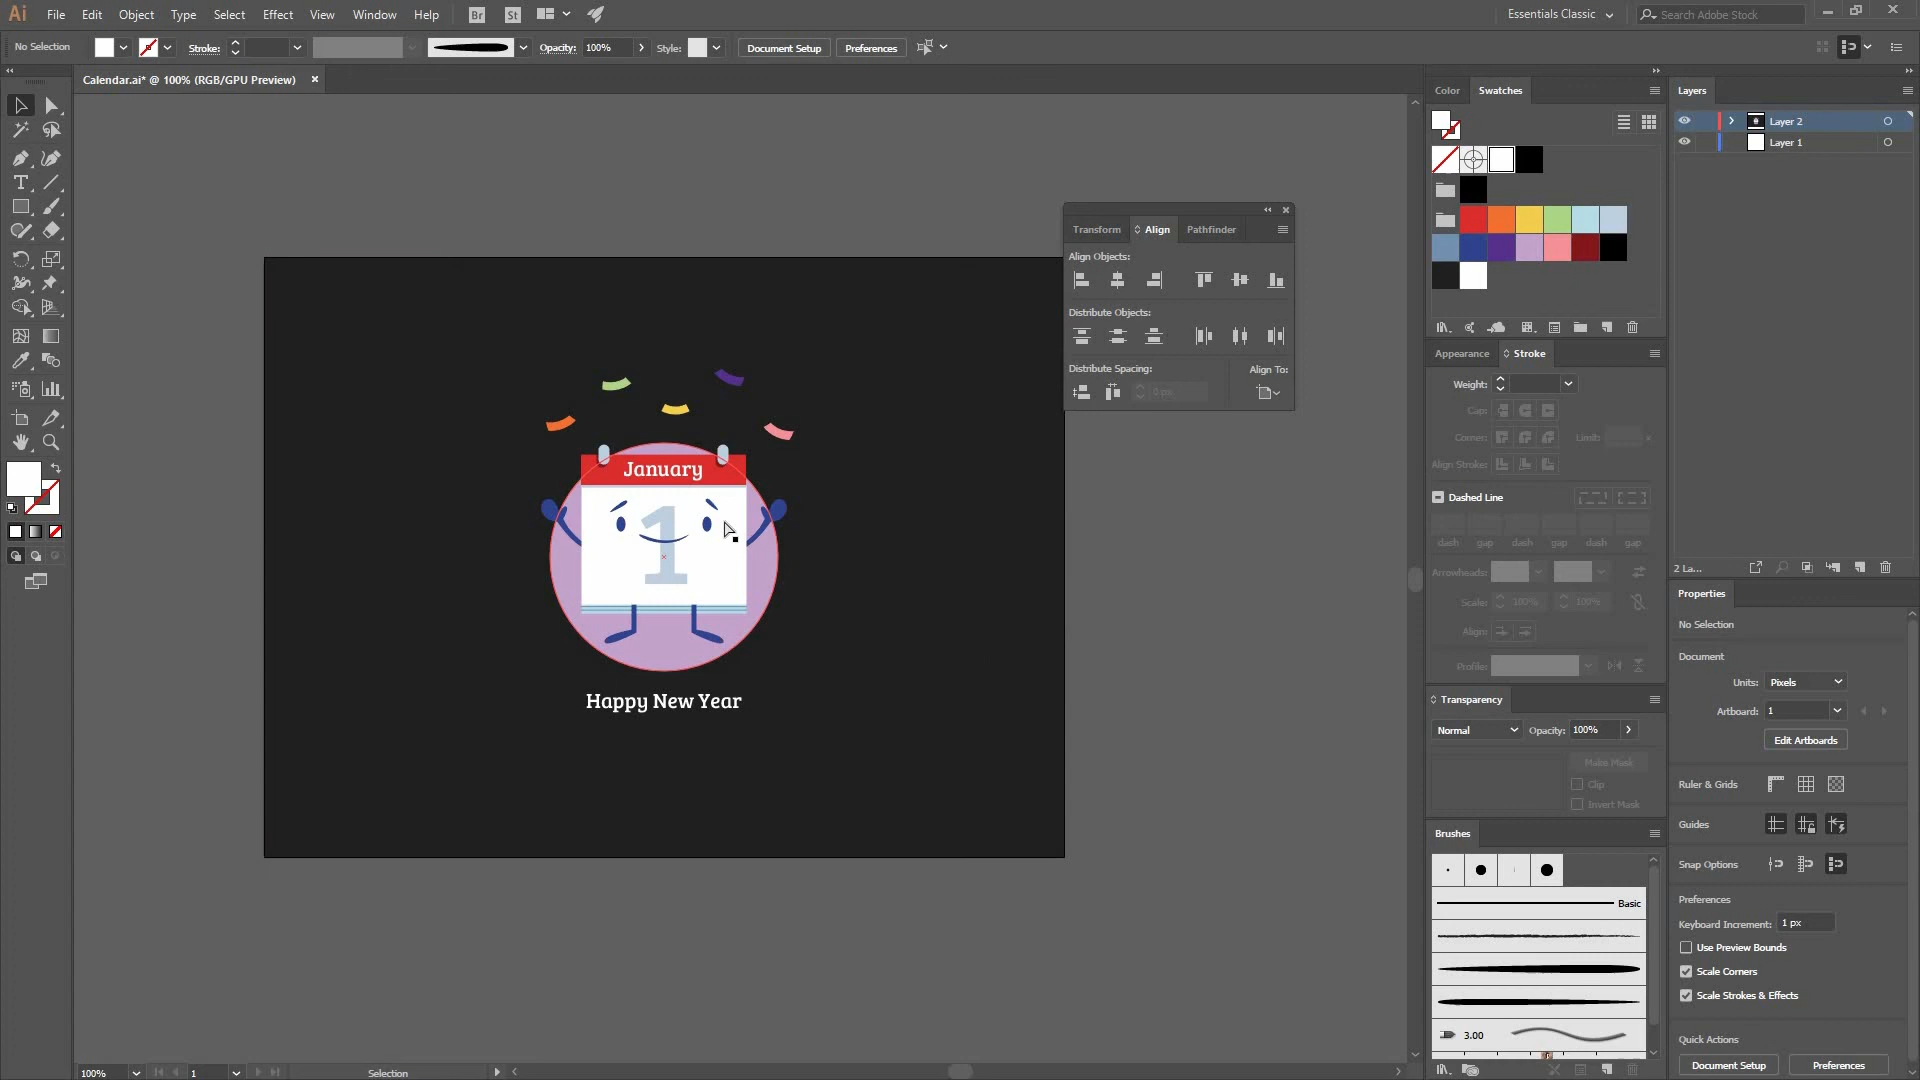 Ai File Edit Object Type Select Effect View Window Help Br St Essentials Classic Search Adobe Stock
No Selection Stroke: Opacity: 100% Style: Document Setup Preferences
Calendar.ai* @ 100% (RGB/GPU Preview)
Transform Align Pathfinder
Align Objects:
Distribute Objects:
Distribute Spacing: Align To:
0 px
January
1
Happy New Year
100% 1 Selection
Color Swatches
Appearance Stroke
Weight:
Cap:
Corner: Limit: x
Align Stroke:
Dashed Line
dash gap dash gap dash gap
Arrowheads:
Scale: 100% 100%
Align:
Profile:
Transparency
Normal Opacity: 100%
Make Mask
Clip
Invert Mask
Brushes
Basic
3.00
Layers
Layer 2
Layer 1
2 La...
Properties
No Selection
Document
Units: Pixels
Artboard: 1
Edit Artboards
Ruler & Grids
Guides
Snap Options
Preferences
Keyboard Increment: 1 px
Use Preview Bounds
Scale Corners
Scale Strokes & Effects
Quick Actions
Document Setup Preferences